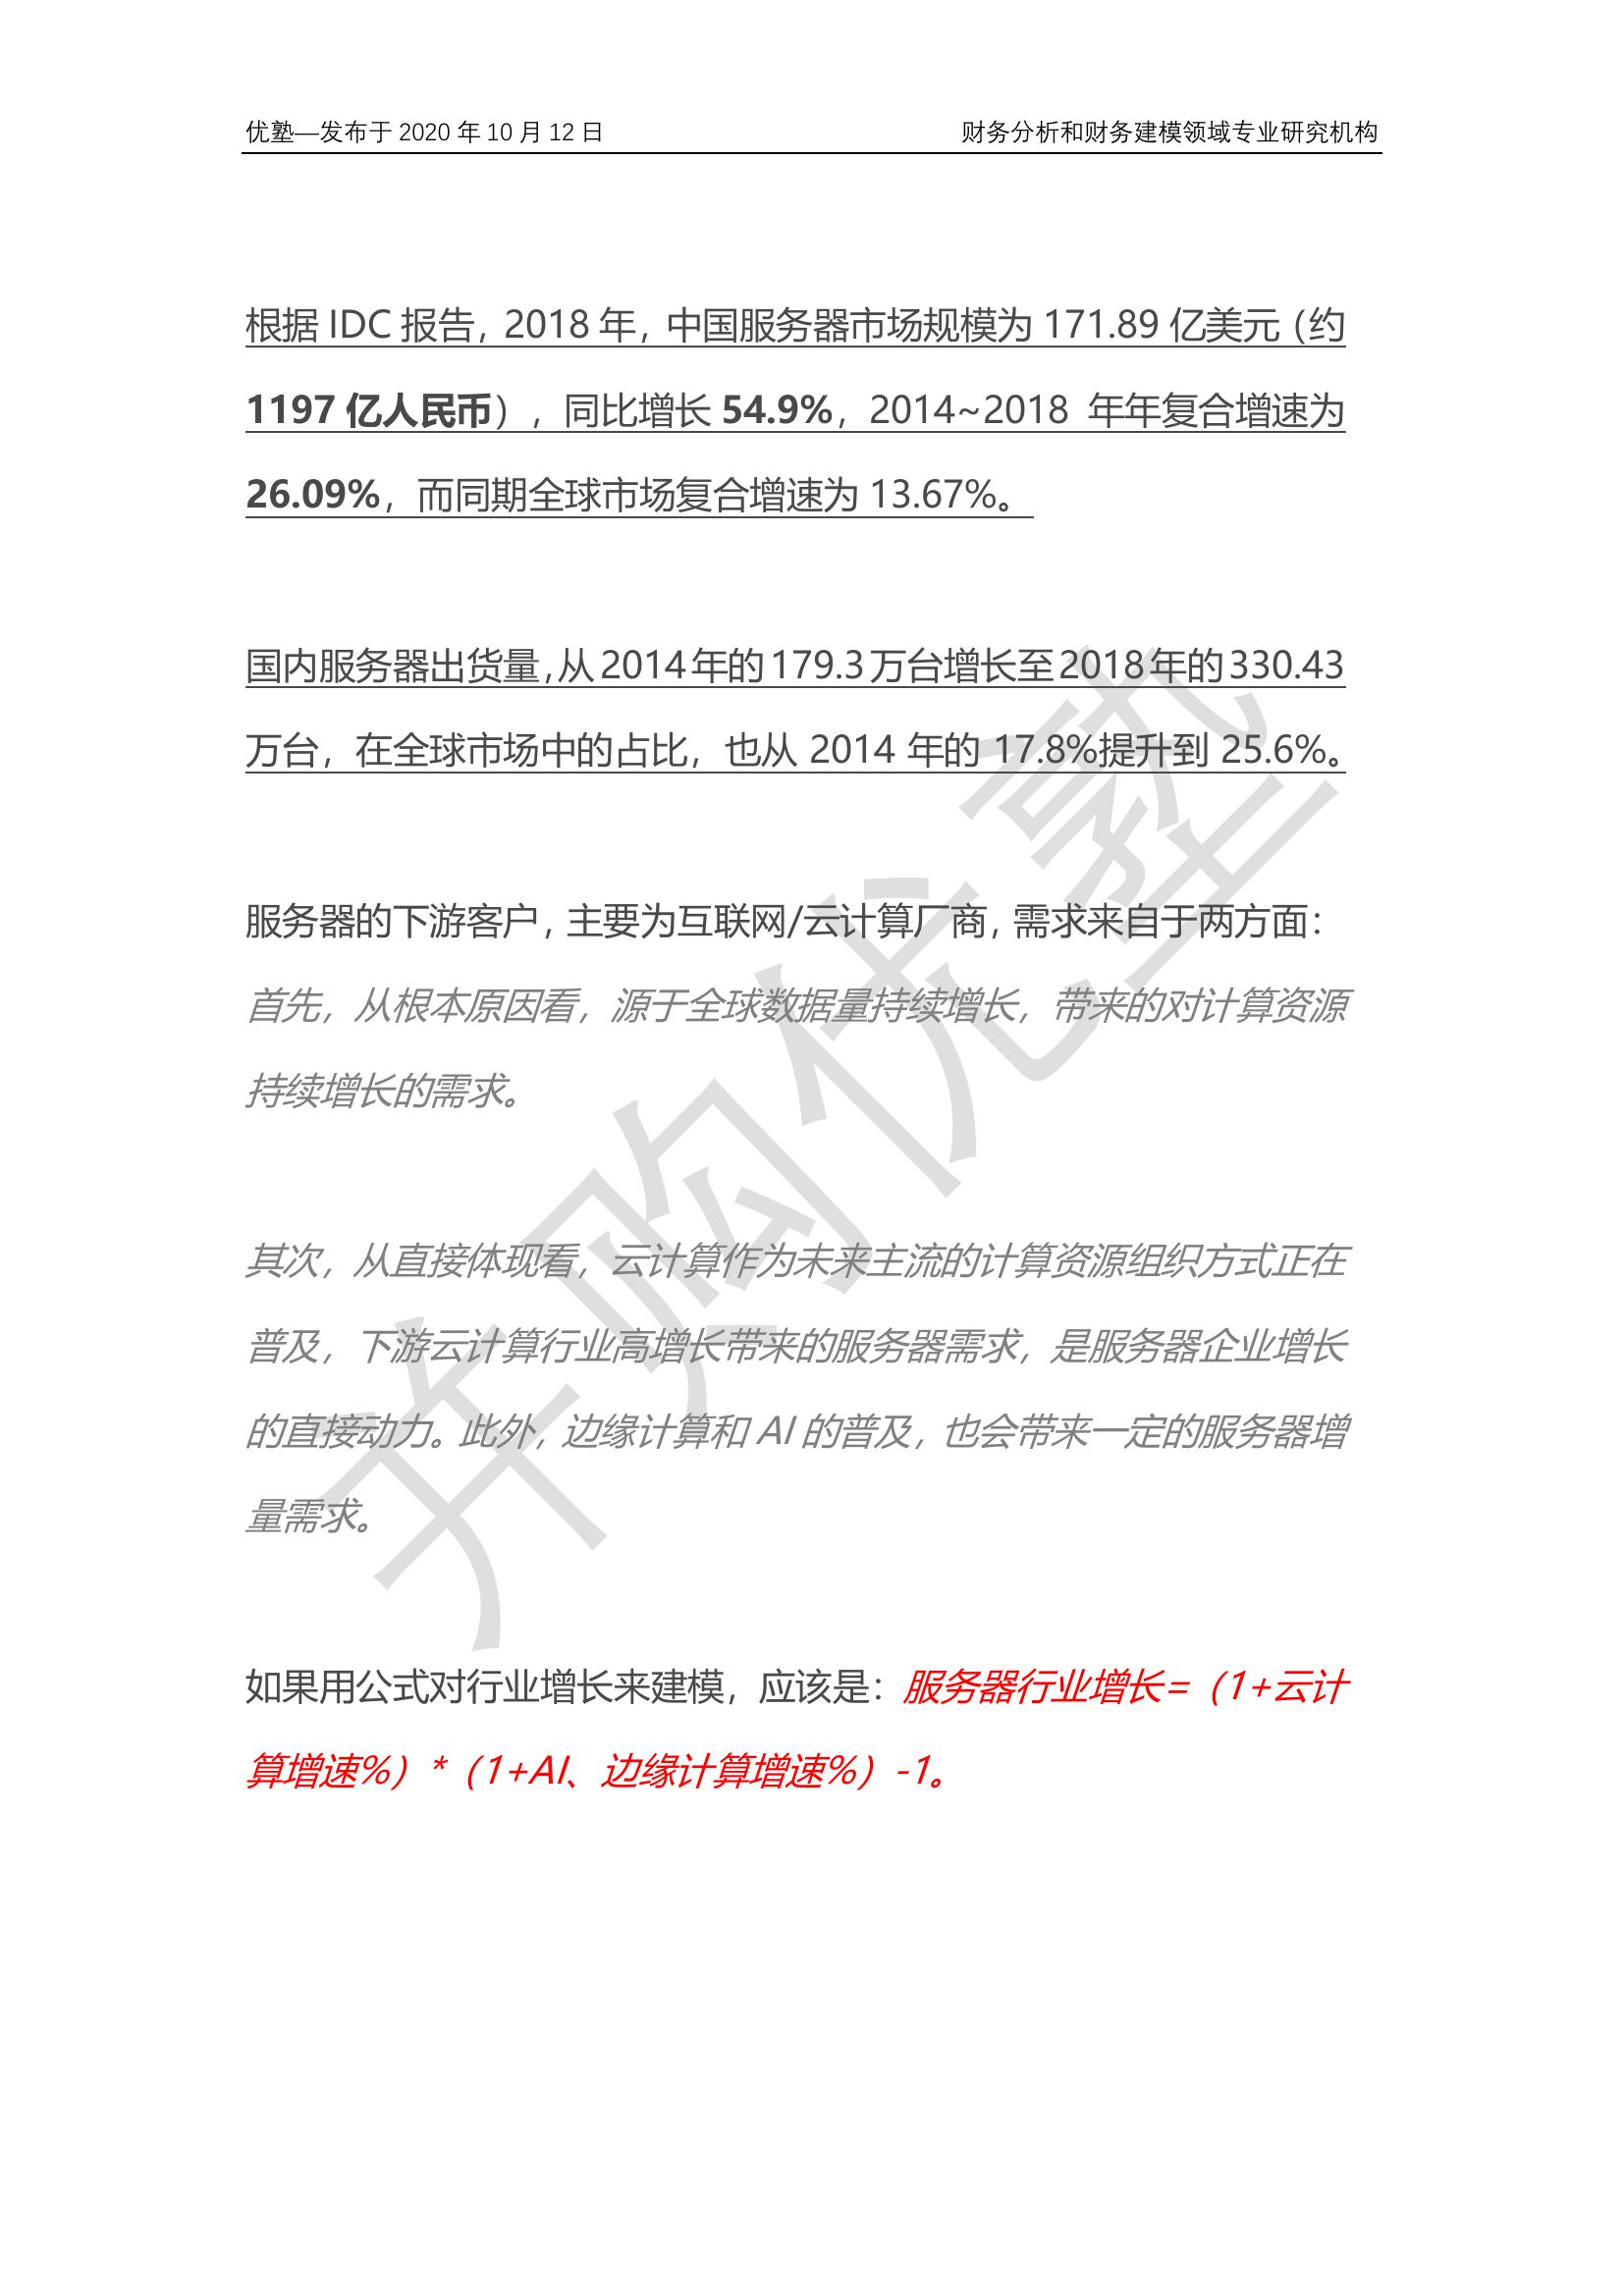 优塾—发布于 2020 年 10 月 12 日 财务分析和财务建模领域专业研究机构
根据 IDC 报告，2018 年，中国服务器市场规模为 171.89 亿美元（约
1197 亿人民币），同比增长 54.9%，2014~2018 年年复合增速为
26.09%，而同期全球市场复合增速为 13.67%。
国内服务器出货量，从 2014 年的 179.3 万台增长至 2018 年的 330.43
万台，在全球市场中的占比，也从 2014 年的 17.8%提升到 25.6%。
服务器的下游客户，主要为互联网/云计算厂商，需求来自于两方面：
首先，从根本原因看，源于全球数据量持续增长，带来的对计算资源
持续增长的需求。
其次，从直接体现看，云计算作为未来主流的计算资源组织方式正在
普及，下游云计算行业高增长带来的服务器需求，是服务器企业增长
的直接动力。此外，边缘计算和 AI 的普及，也会带来一定的服务器增
量需求。
如果用公式对行业增长来建模，应该是：服务器行业增长=（1+云计
算增速%）*（1+AI、边缘计算增速%）-1。
并购优塾